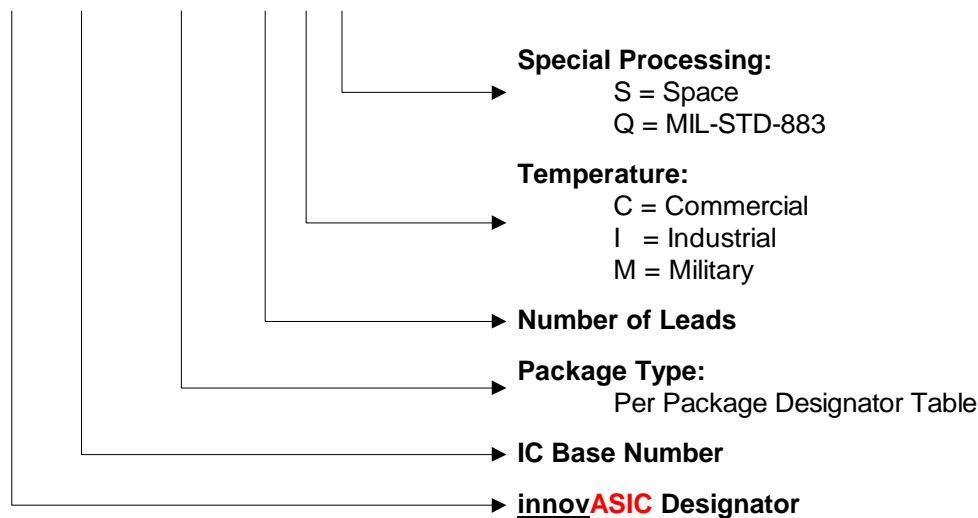 Special Processing:
S = Space
Q = MIL-STD-883
Temperature:
C = Commercial
I = Industrial
M = Military
Number of Leads
Package Type:
Per Package Designator Table
IC Base Number
innovASIC Designator